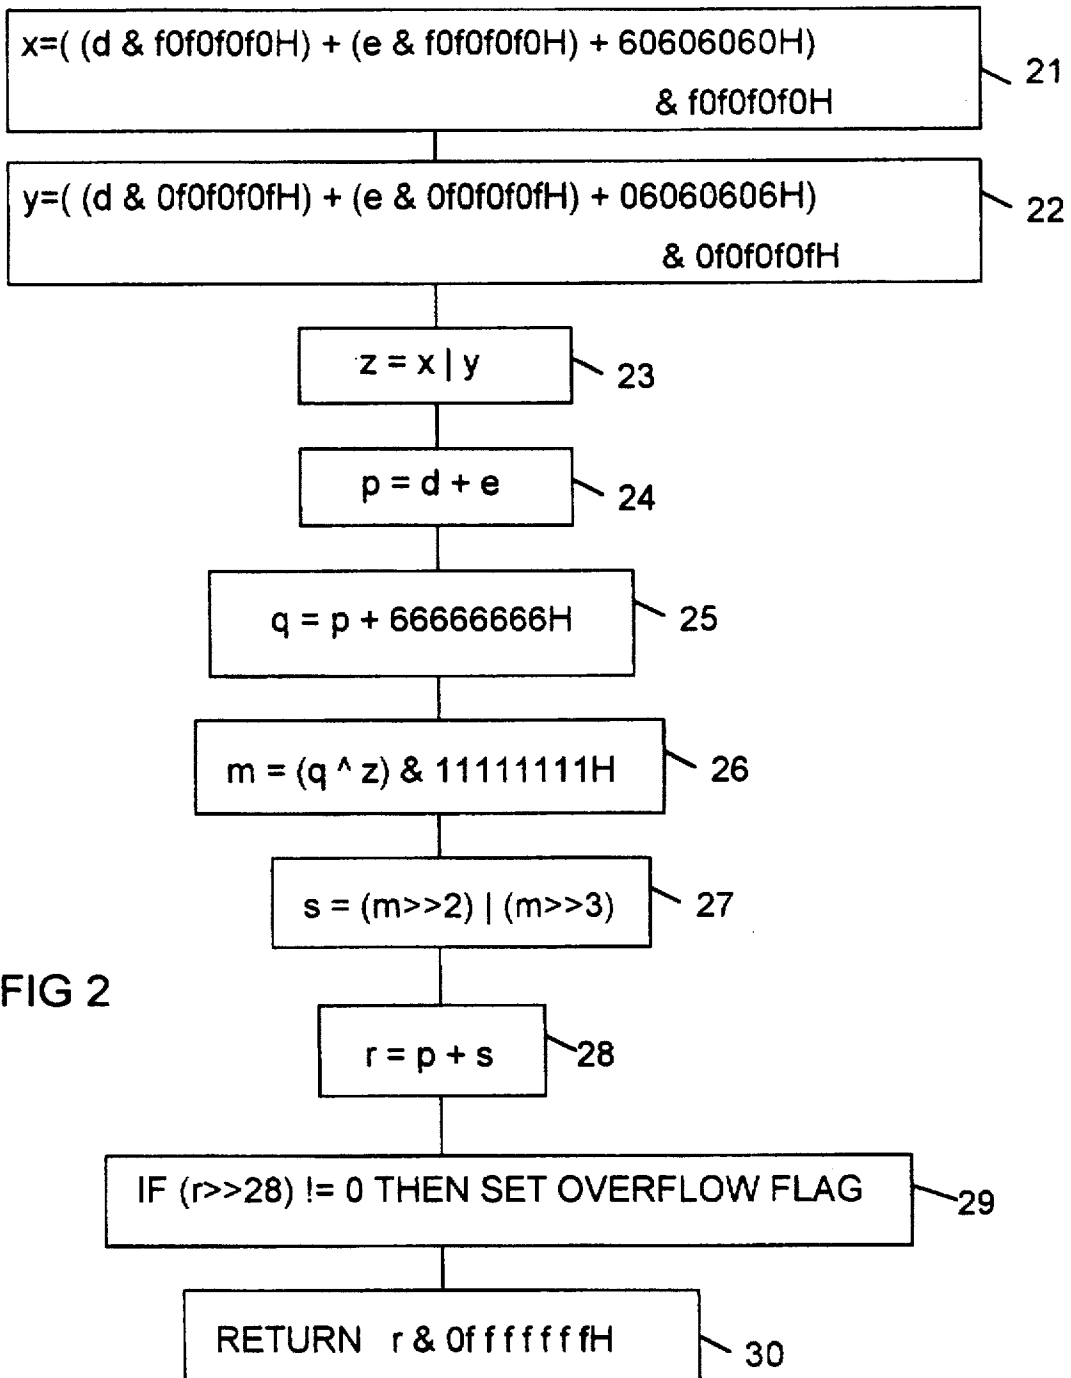 x=( (d & f0f0f0f0H) + (e & f0f0f0f0H) + 60606060H)
& f0f0f0f0H
21
y=( (d & 0f0f0f0fH) + (e & 0f0f0f0fH) + 06060606H)
& 0f0f0f0fH
22
z = x | y
23
p = d + e
24
q = p + 66666666H
25
m = (q ^ z) & 11111111H
26
s = (m>>2) | (m>>3)
27
FIG 2
r = p + s
28
IF (r>>28) != 0 THEN SET OVERFLOW FLAG
29
RETURN r & 0f f f f f f fH
30